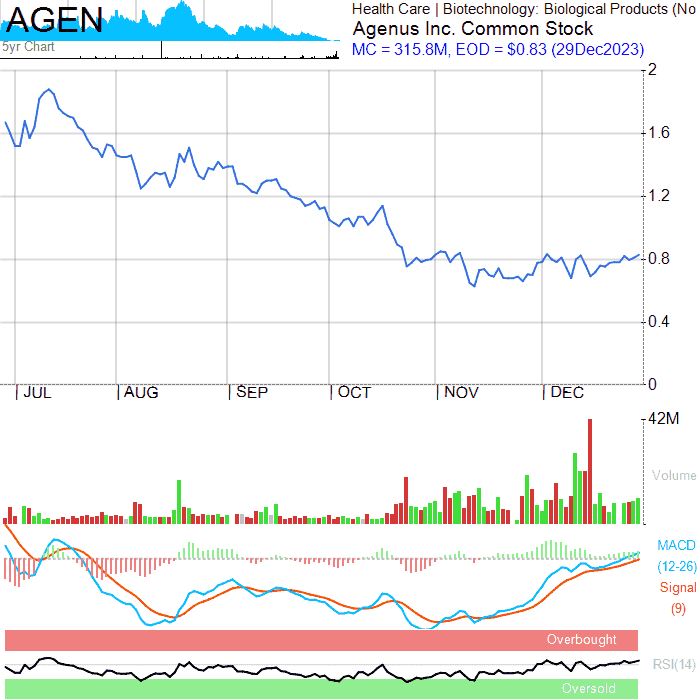 AGEN
5yr Chart
Health Care | Biotechnology: Biological Products (No
Agenus Inc. Common Stock
MC = 315.8M, EOD = $0.83 (29Dec2023)
2
1.6
1.2
0.8
0.4
0
JUL AUG SEP OCT NOV DEC
42M
Volume
MACD
(12-26)
Signal
(9)
Overbought
RSI(14)
Oversold